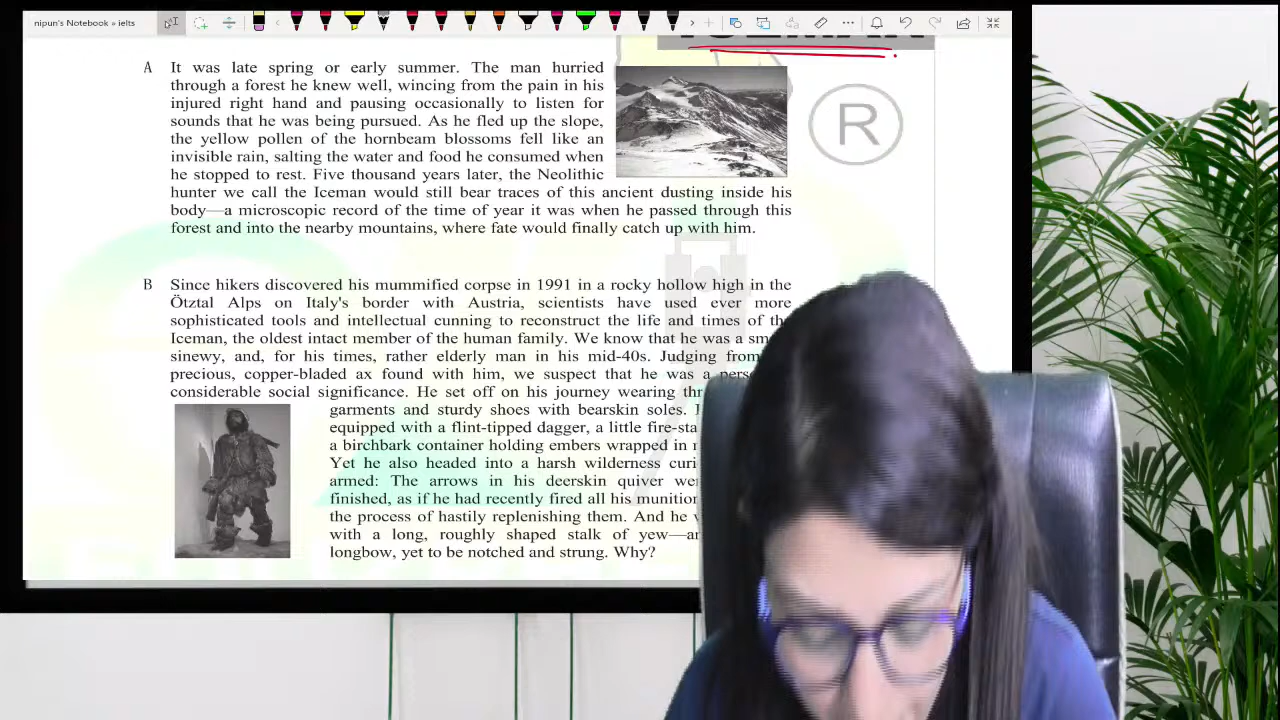 nipun's Notebook » ielts
A It was late spring or early summer. The man hurried
through a forest he knew well, wincing from the pain in his
injured right hand and pausing occasionally to listen for
sounds that he was being pursued. As he fled up the slope,
the yellow pollen of the hornbeam blossoms fell like an
invisible rain, salting the water and food he consumed when
he stopped to rest. Five thousand years later, the Neolithic
hunter we call the Iceman would still bear traces of this ancient dusting inside his
body—a microscopic record of the time of year it was when he passed through this
forest and into the nearby mountains, where fate would finally catch up with him.
R
B Since hikers discovered his mummified corpse in 1991 in a rocky hollow high in the
Ötztal Alps on Italy's border with Austria, scientists have used ever more
sophisticated tools and intellectual cunning to reconstruct the life and times of
Iceman, the oldest intact member of the human family. We know that he was a
sinewy, and, for his times, rather elderly man in his mid-40s. Judging
precious, copper-bladed ax found with him, we suspect that he was a
considerable social significance. He set off on his journey wearing
garments and sturdy shoes with bearskin soles.
equipped with a flint-tipped dagger, a little
a birchbark container holding embers wrapped in
Yet he also headed into a harsh wilderness
armed: The arrows in his deerskin quiver
finished, as if he had recently fired all his
the process of hastily replenishing them. And he
with a long, roughly shaped stalk of yew—
longbow, yet to be notched and strung. Why?